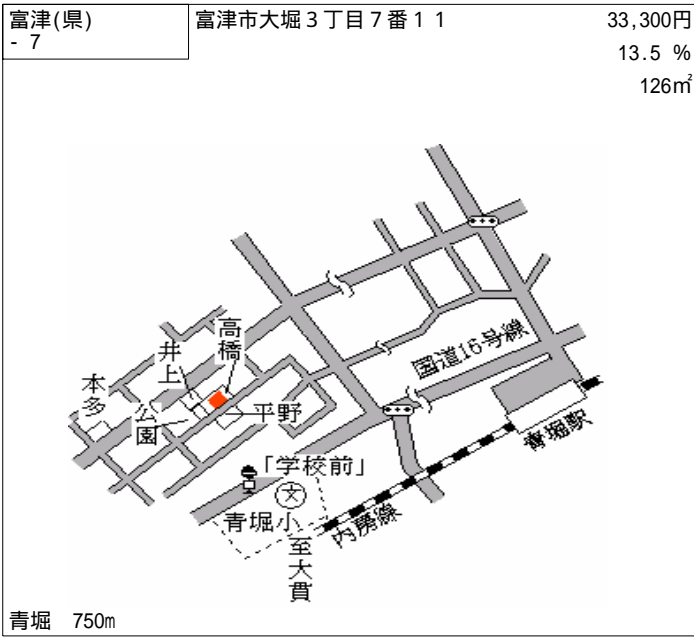 富津(県)
- 7
富津市大堀３丁目７番１１
33,300円
13.5 %
126㎡
高橋
井上
本多
公園
平野
国道16号線
青堀駅
「学校前」
文
青堀小
内房線
至大貫
青堀 750m